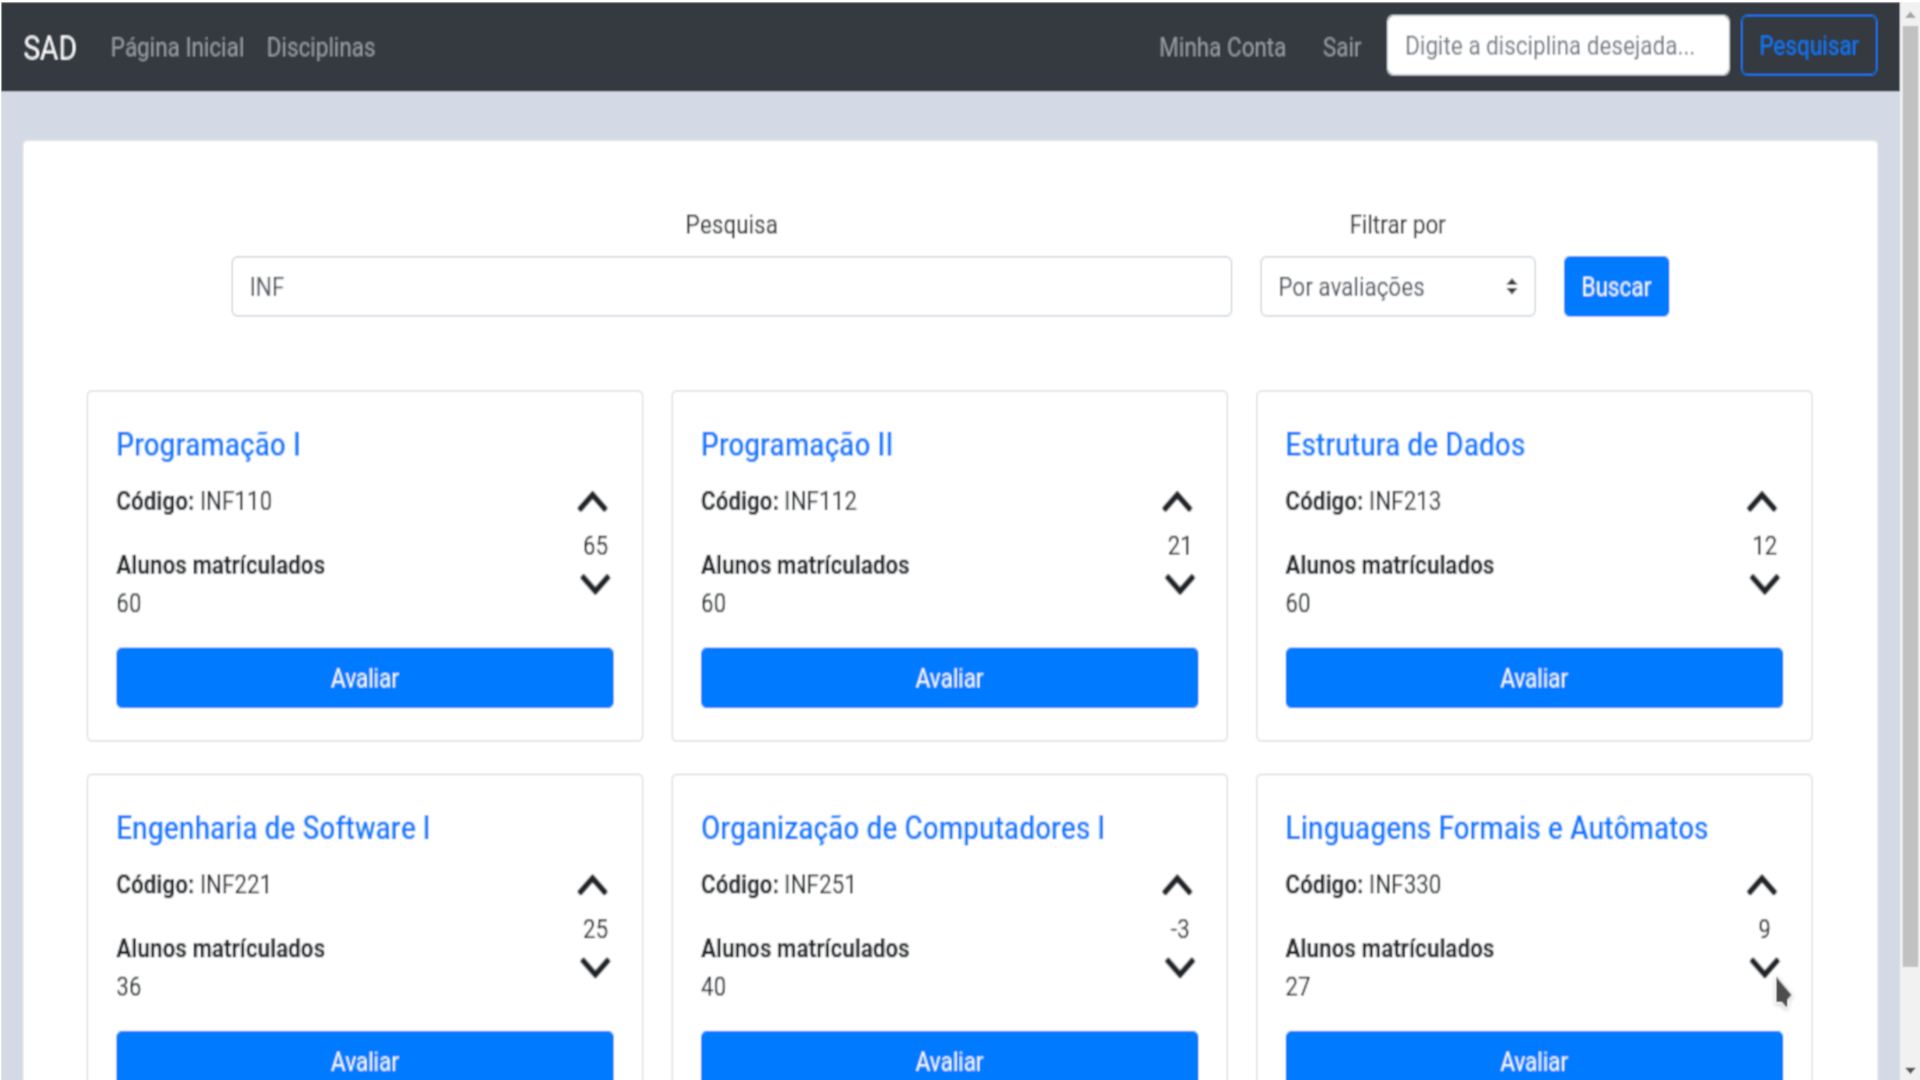 SAD Página Inicial Disciplinas Minha Conta Sair Digite a disciplina desejada... Pesquisar
Pesquisa Filtrar por
INF Por avaliações Buscar
Programação I
Código: INF110
65
Alunos matrículados
60
Avaliar
Programação II
Código: INF112
21
Alunos matrículados
60
Avaliar
Estrutura de Dados
Código: INF213
12
Alunos matrículados
60
Avaliar
Engenharia de Software I
Código: INF221
25
Alunos matrículados
36
Avaliar
Organização de Computadores I
Código: INF251
-3
Alunos matrículados
40
Avaliar
Linguagens Formais e Autômatos
Código: INF330
9
Alunos matrículados
27
Avaliar